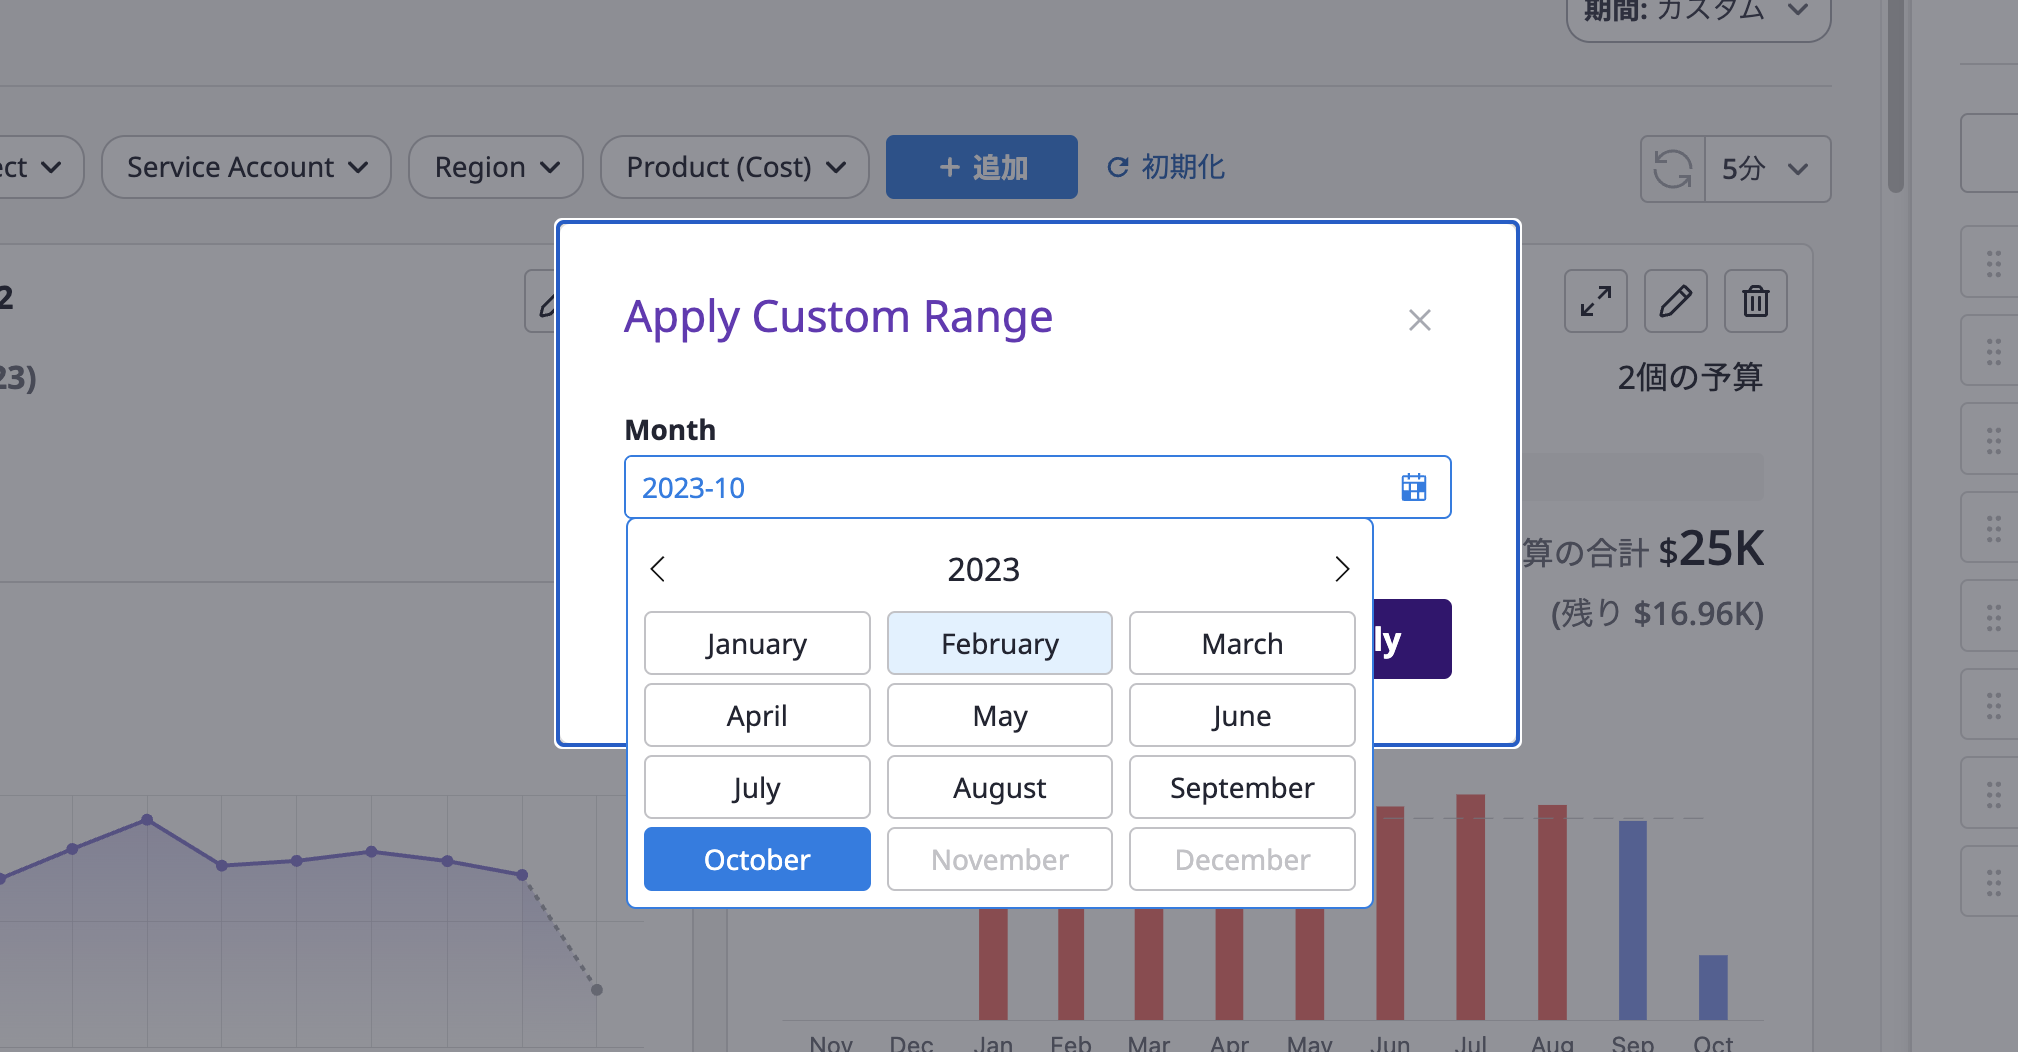 期間: カスタム
ect
Service Account
Region
Product (Cost)
+ 追加
初期化
5分
2
Apply Custom Range
23)
2個の予算
Month
2023-10
算の合計 $25K
2023
(残り $16.96K)
January
February
March
ly
April
May
June
July
August
September
October
November
December
Nov
Dec
Jan
Feb
Mar
Apr
May
Jun
Jul
Aug
Sep
Oct